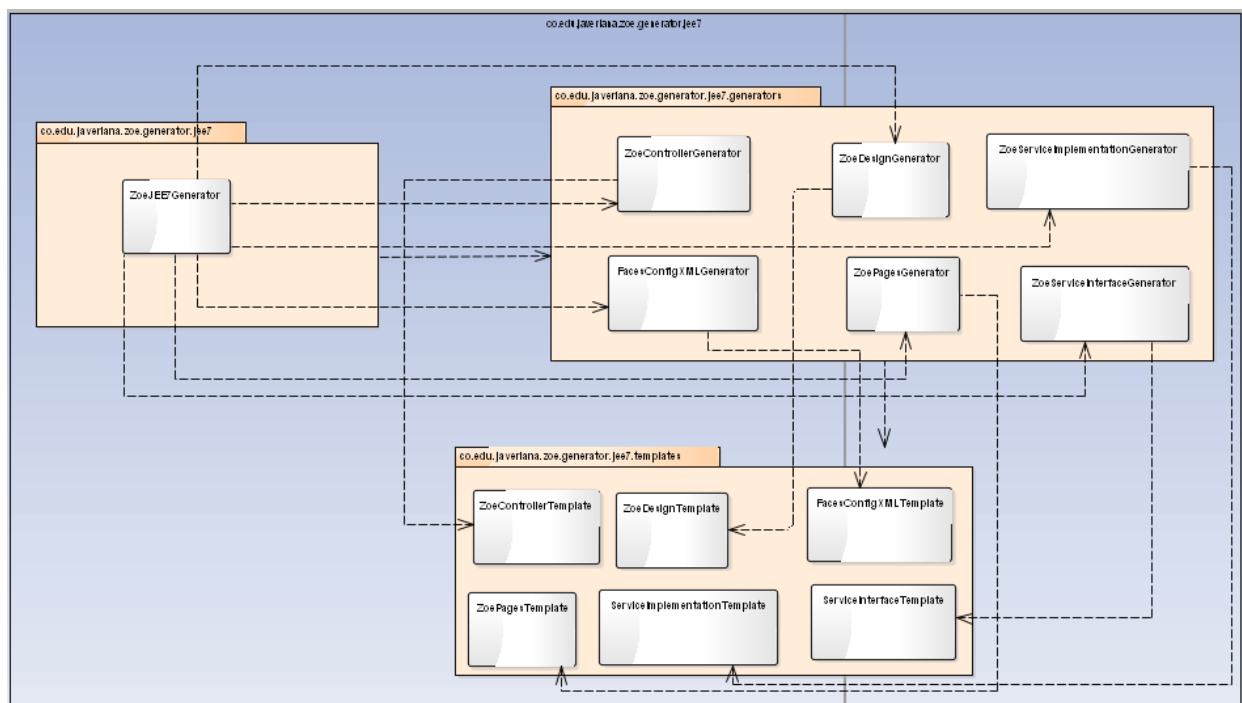 co.edu.javeriana.zoe.generator.jee7
co.edu.javeriana.zoe.generator.jee7.generators
co.edu.javeriana.zoe.generator.jee7
ZoeControllerGenerator
ZoeDesignGenerator
ZoeServiceImplementationGenerator
ZoeJEE7Generator
FacesConfigXMLGenerator
ZoePagesGenerator
ZoeServiceInterfaceGenerator
co.edu.javeriana.zoe.generator.jee7.templates
ZoeControllerTemplate
ZoeDesignTemplate
FacesConfigXMLTemplate
ZoePagesTemplate
ServiceImplementationTemplate
ServiceInterfaceTemplate